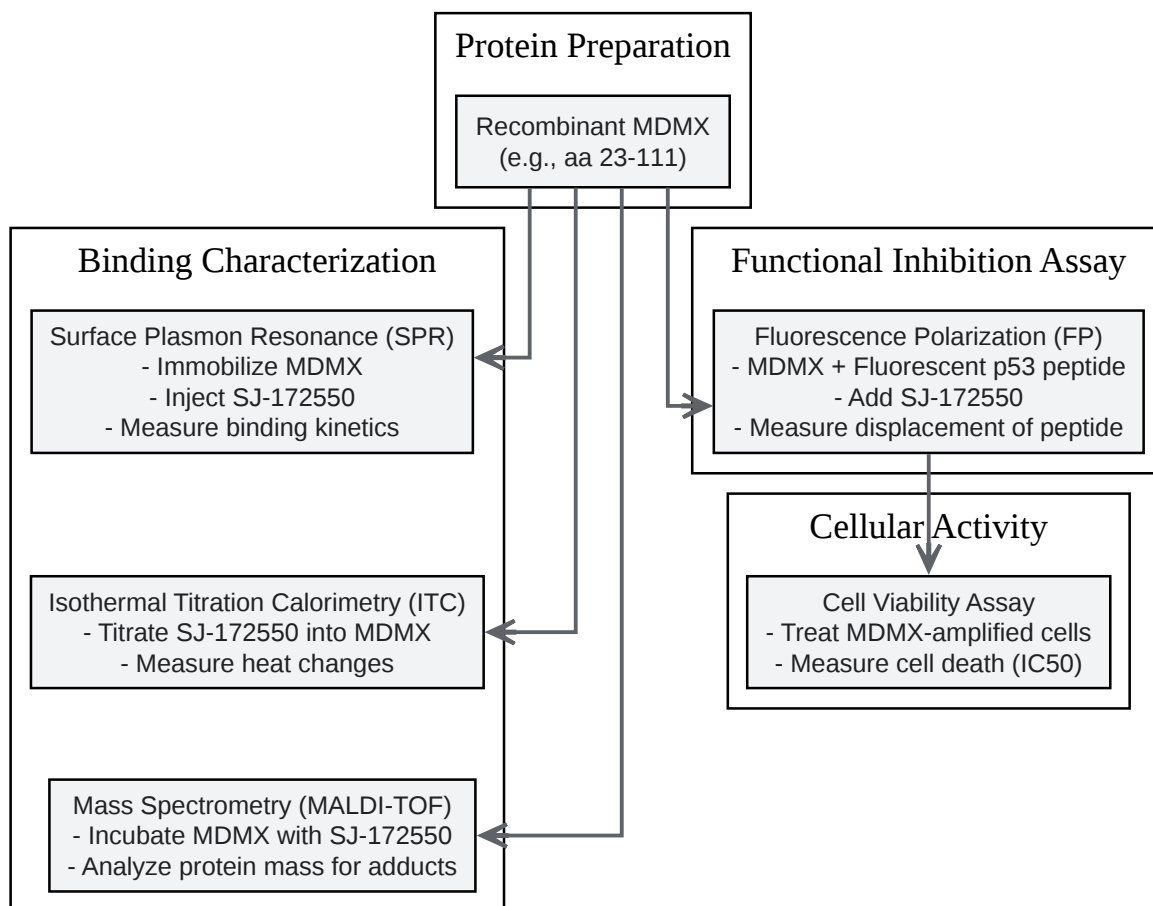 Protein Preparation
Recombinant MDMX
(e.g., aa 23-111)
Binding Characterization
Surface Plasmon Resonance (SPR)
- Immobilize MDMX
- Inject SJ-172550
- Measure binding kinetics
Isothermal Titration Calorimetry (ITC)
- Titrate SJ-172550 into MDMX
- Measure heat changes
Mass Spectrometry (MALDI-TOF)
- Incubate MDMX with SJ-172550
- Analyze protein mass for adducts
Functional Inhibition Assay
Fluorescence Polarization (FP)
- MDMX + Fluorescent p53 peptide
- Add SJ-172550
- Measure displacement of peptide
Cellular Activity
Cell Viability Assay
- Treat MDMX-amplified cells
- Measure cell death (IC50)